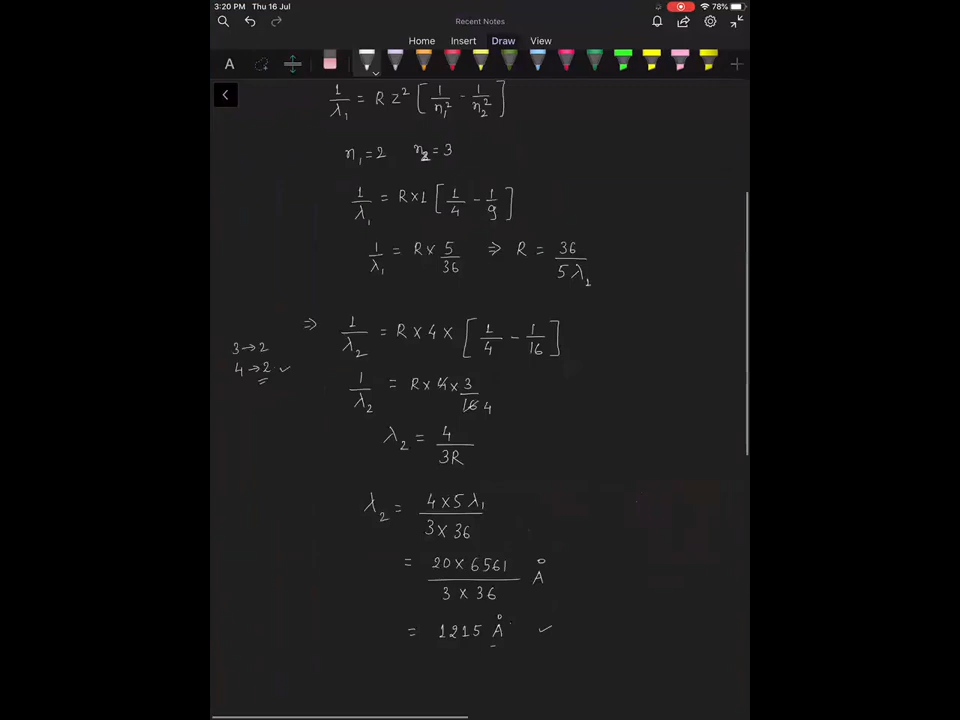 3:20 PM Thu 16 Jul 78%
Recent Notes
Home Insert Draw View
A
1/λ₁ = R Z² [ 1/n₁² - 1/n₂² ]
n₁ = 2 n₂ = 3
1/λ₁ = R × 1 [ 1/4 - 1/9 ]
1/λ₁ = R × 5/36 ⇒ R = 36/5λ₁
⇒ 1/λ₂ = R × 4 × [ 1/4 - 1/16 ]
3 → 2
4 → 2 ✓
1/λ₂ = R × 4 × 3/16 4
λ₂ = 4/3R
λ₂ = 4 × 5 λ₁ / 3 × 36
= 20 × 6561 / 3 × 36 Å
= 1215 Å ✓